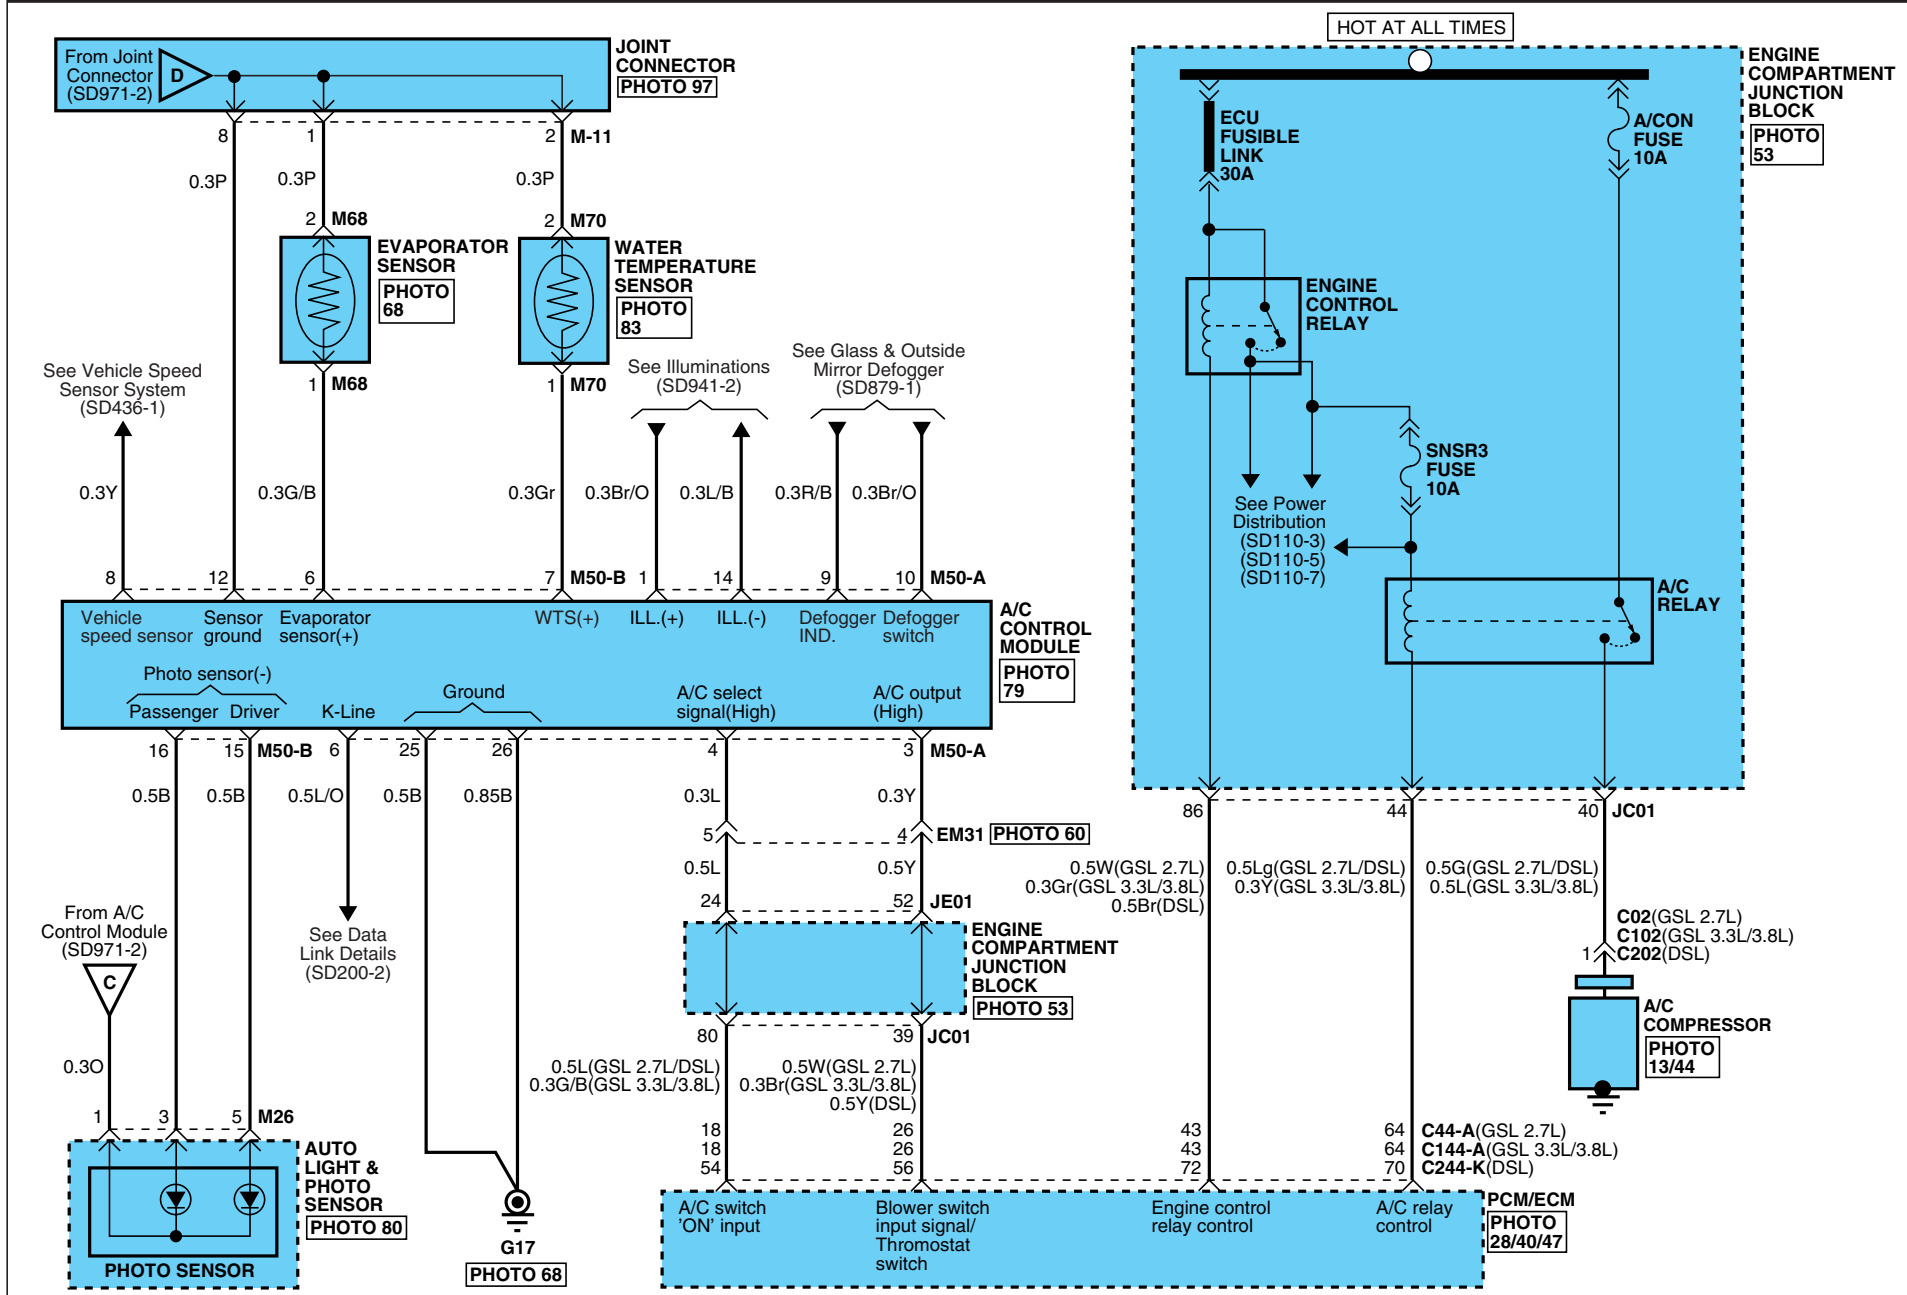 HOT AT ALL TIMES
From Joint
Connector
(SD971-2)
D
JOINT
CONNECTOR
PHOTO 97
8
1
2
M-11
0.3P
0.3P
0.3P
2
M68
2
M70
EVAPORATOR
SENSOR
PHOTO
68
WATER
TEMPERATURE
SENSOR
PHOTO
83
1
M68
1
M70
See Vehicle Speed
Sensor System
(SD436-1)
See Illuminations
(SD941-2)
See Glass & Outside
Mirror Defogger
(SD879-1)
0.3Y
0.3G/B
0.3Gr
0.3Br/O
0.3L/B
0.3R/B
0.3Br/O
8
12
6
7
M50-B
1
14
9
10
M50-A
Vehicle
speed sensor
Sensor
ground
Evaporator
sensor(+)
WTS(+)
ILL.(+)
ILL.(-)
Defogger
IND.
Defogger
switch
A/C
CONTROL
MODULE
PHOTO
79
Photo sensor(-)
Passenger
Driver
K-Line
Ground
A/C select
signal(High)
A/C output
(High)
16
15
M50-B
6
25
26
4
3
M50-A
0.5B
0.5B
0.5L/O
0.5B
0.85B
0.3L
0.3Y
5
4
EM31
PHOTO 60
0.5L
0.5Y
24
52
JE01
ENGINE
COMPARTMENT
JUNCTION
BLOCK
PHOTO 53
80
39
JC01
0.5L(GSL 2.7L/DSL)
0.3G/B(GSL 3.3L/3.8L)
0.5W(GSL 2.7L)
0.3Br(GSL 3.3L/3.8L)
0.5Y(DSL)
From A/C
Control Module
(SD971-2)
C
See Data
Link Details
(SD200-2)
0.3O
1
3
5
M26
AUTO
LIGHT &
PHOTO
SENSOR
PHOTO 80
PHOTO SENSOR
G17
PHOTO 68
ENGINE
COMPARTMENT
JUNCTION
BLOCK
PHOTO
53
ECU
FUSIBLE
LINK
30A
A/CON
FUSE
10A
ENGINE
CONTROL
RELAY
SNSR3
FUSE
10A
See Power
Distribution
(SD110-3)
(SD110-5)
(SD110-7)
A/C
RELAY
86
44
40
JC01
0.5W(GSL 2.7L)
0.3Gr(GSL 3.3L/3.8L)
0.5Br(DSL)
0.5Lg(GSL 2.7L/DSL)
0.3Y(GSL 3.3L/3.8L)
0.5G(GSL 2.7L/DSL)
0.5L(GSL 3.3L/3.8L)
C02(GSL 2.7L)
C102(GSL 3.3L/3.8L)
1
C202(DSL)
A/C
COMPRESSOR
PHOTO
13/44
18
26
43
64
C44-A(GSL 2.7L)
18
26
43
64
C144-A(GSL 3.3L/3.8L)
54
56
72
70
C244-K(DSL)
A/C switch
'ON' input
Blower switch
input signal/
Thromostat
switch
Engine control
relay control
A/C relay
control
PCM/ECM
PHOTO
28/40/47